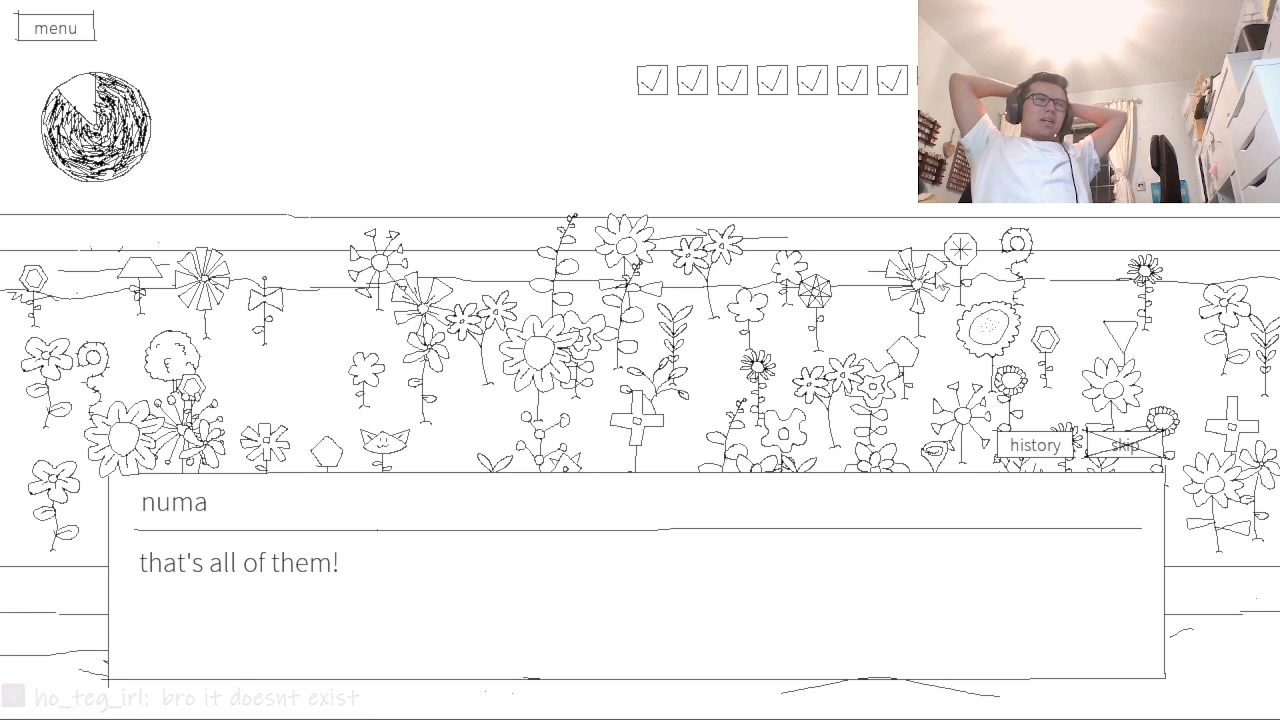 menu
history
skip
numa
that's all of them!
ho_teg_irl: bro it doesnt exist